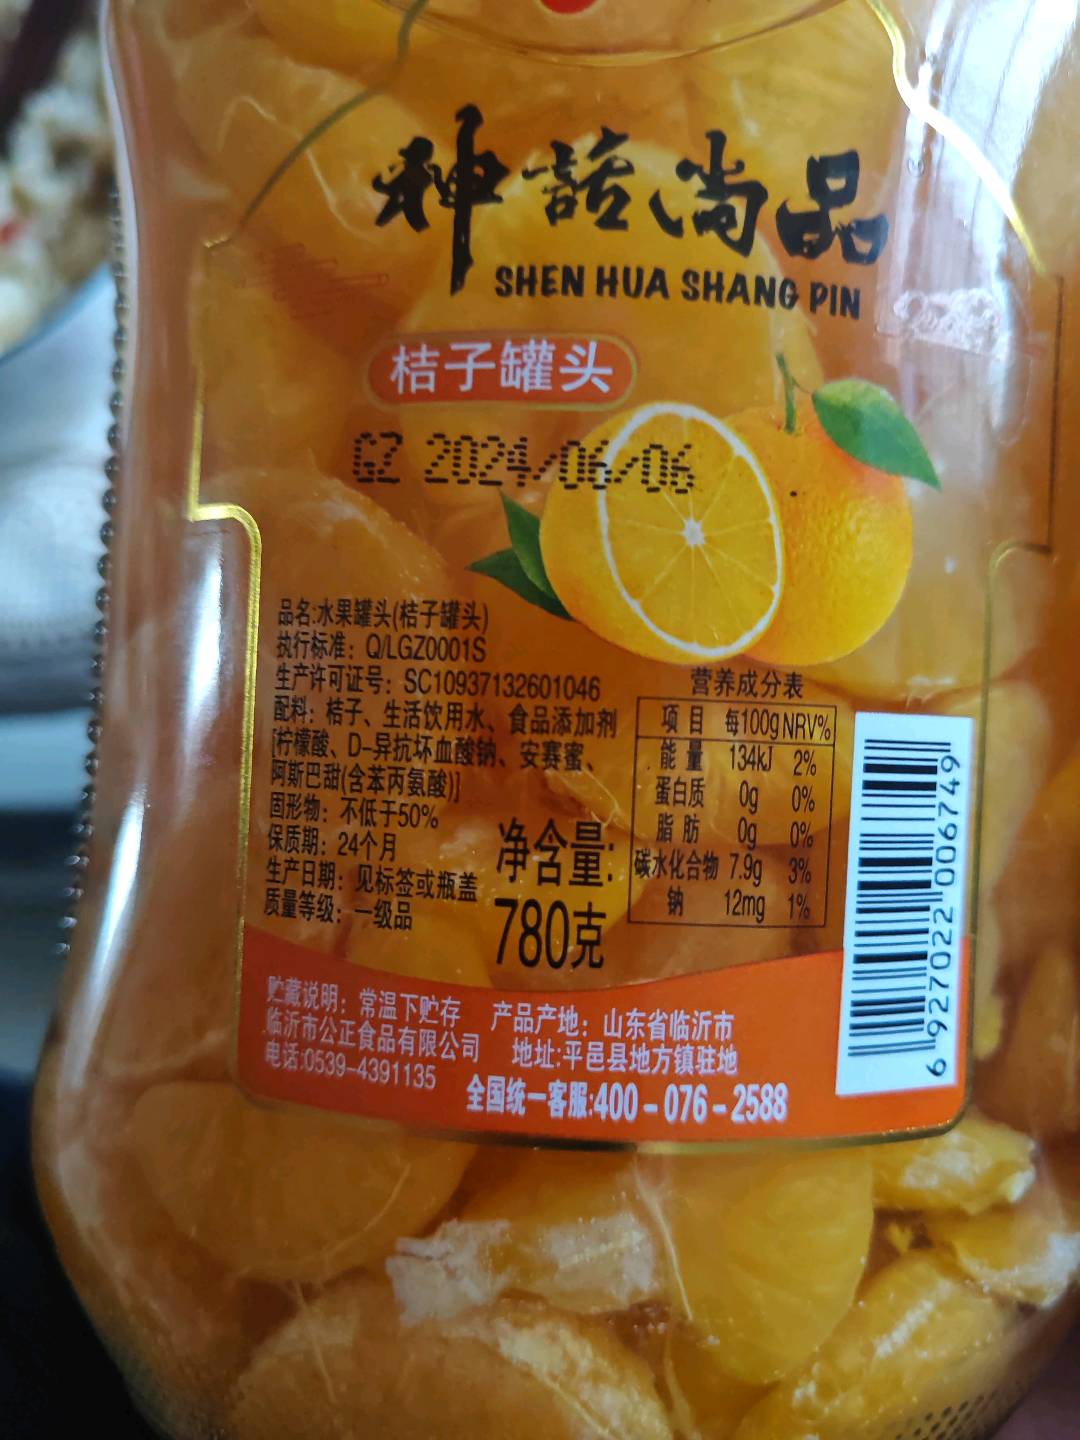 神話尚品
SHEN HUA SHANG PIN
桔子罐头
GZ 2024/06/06
品名:水果罐头(桔子罐头)
执行标准：Q/LGZ0001S
生产许可证号：SC10937132601046
配料：桔子、生活饮用水、食品添加剂
[柠檬酸、D-异抗坏血酸钠、安赛蜜、
阿斯巴甜(含苯丙氨酸)]
固形物：不低于50%
保质期：24个月
生产日期：见标签或瓶盖
质量等级：一级品
净含量:
780克
营养成分表
项目 每100g NRV%
能量 134kJ 2%
蛋白质 0g 0%
脂肪 0g 0%
碳水化合物 7.9g 3%
钠 12mg 1%
6 927022 006749
贮藏说明：常温下贮存 产品产地：山东省临沂市
临沂市公正食品有限公司 地址:平邑县地方镇驻地
电话:0539-4391135
全国统一客服:400-076-2588